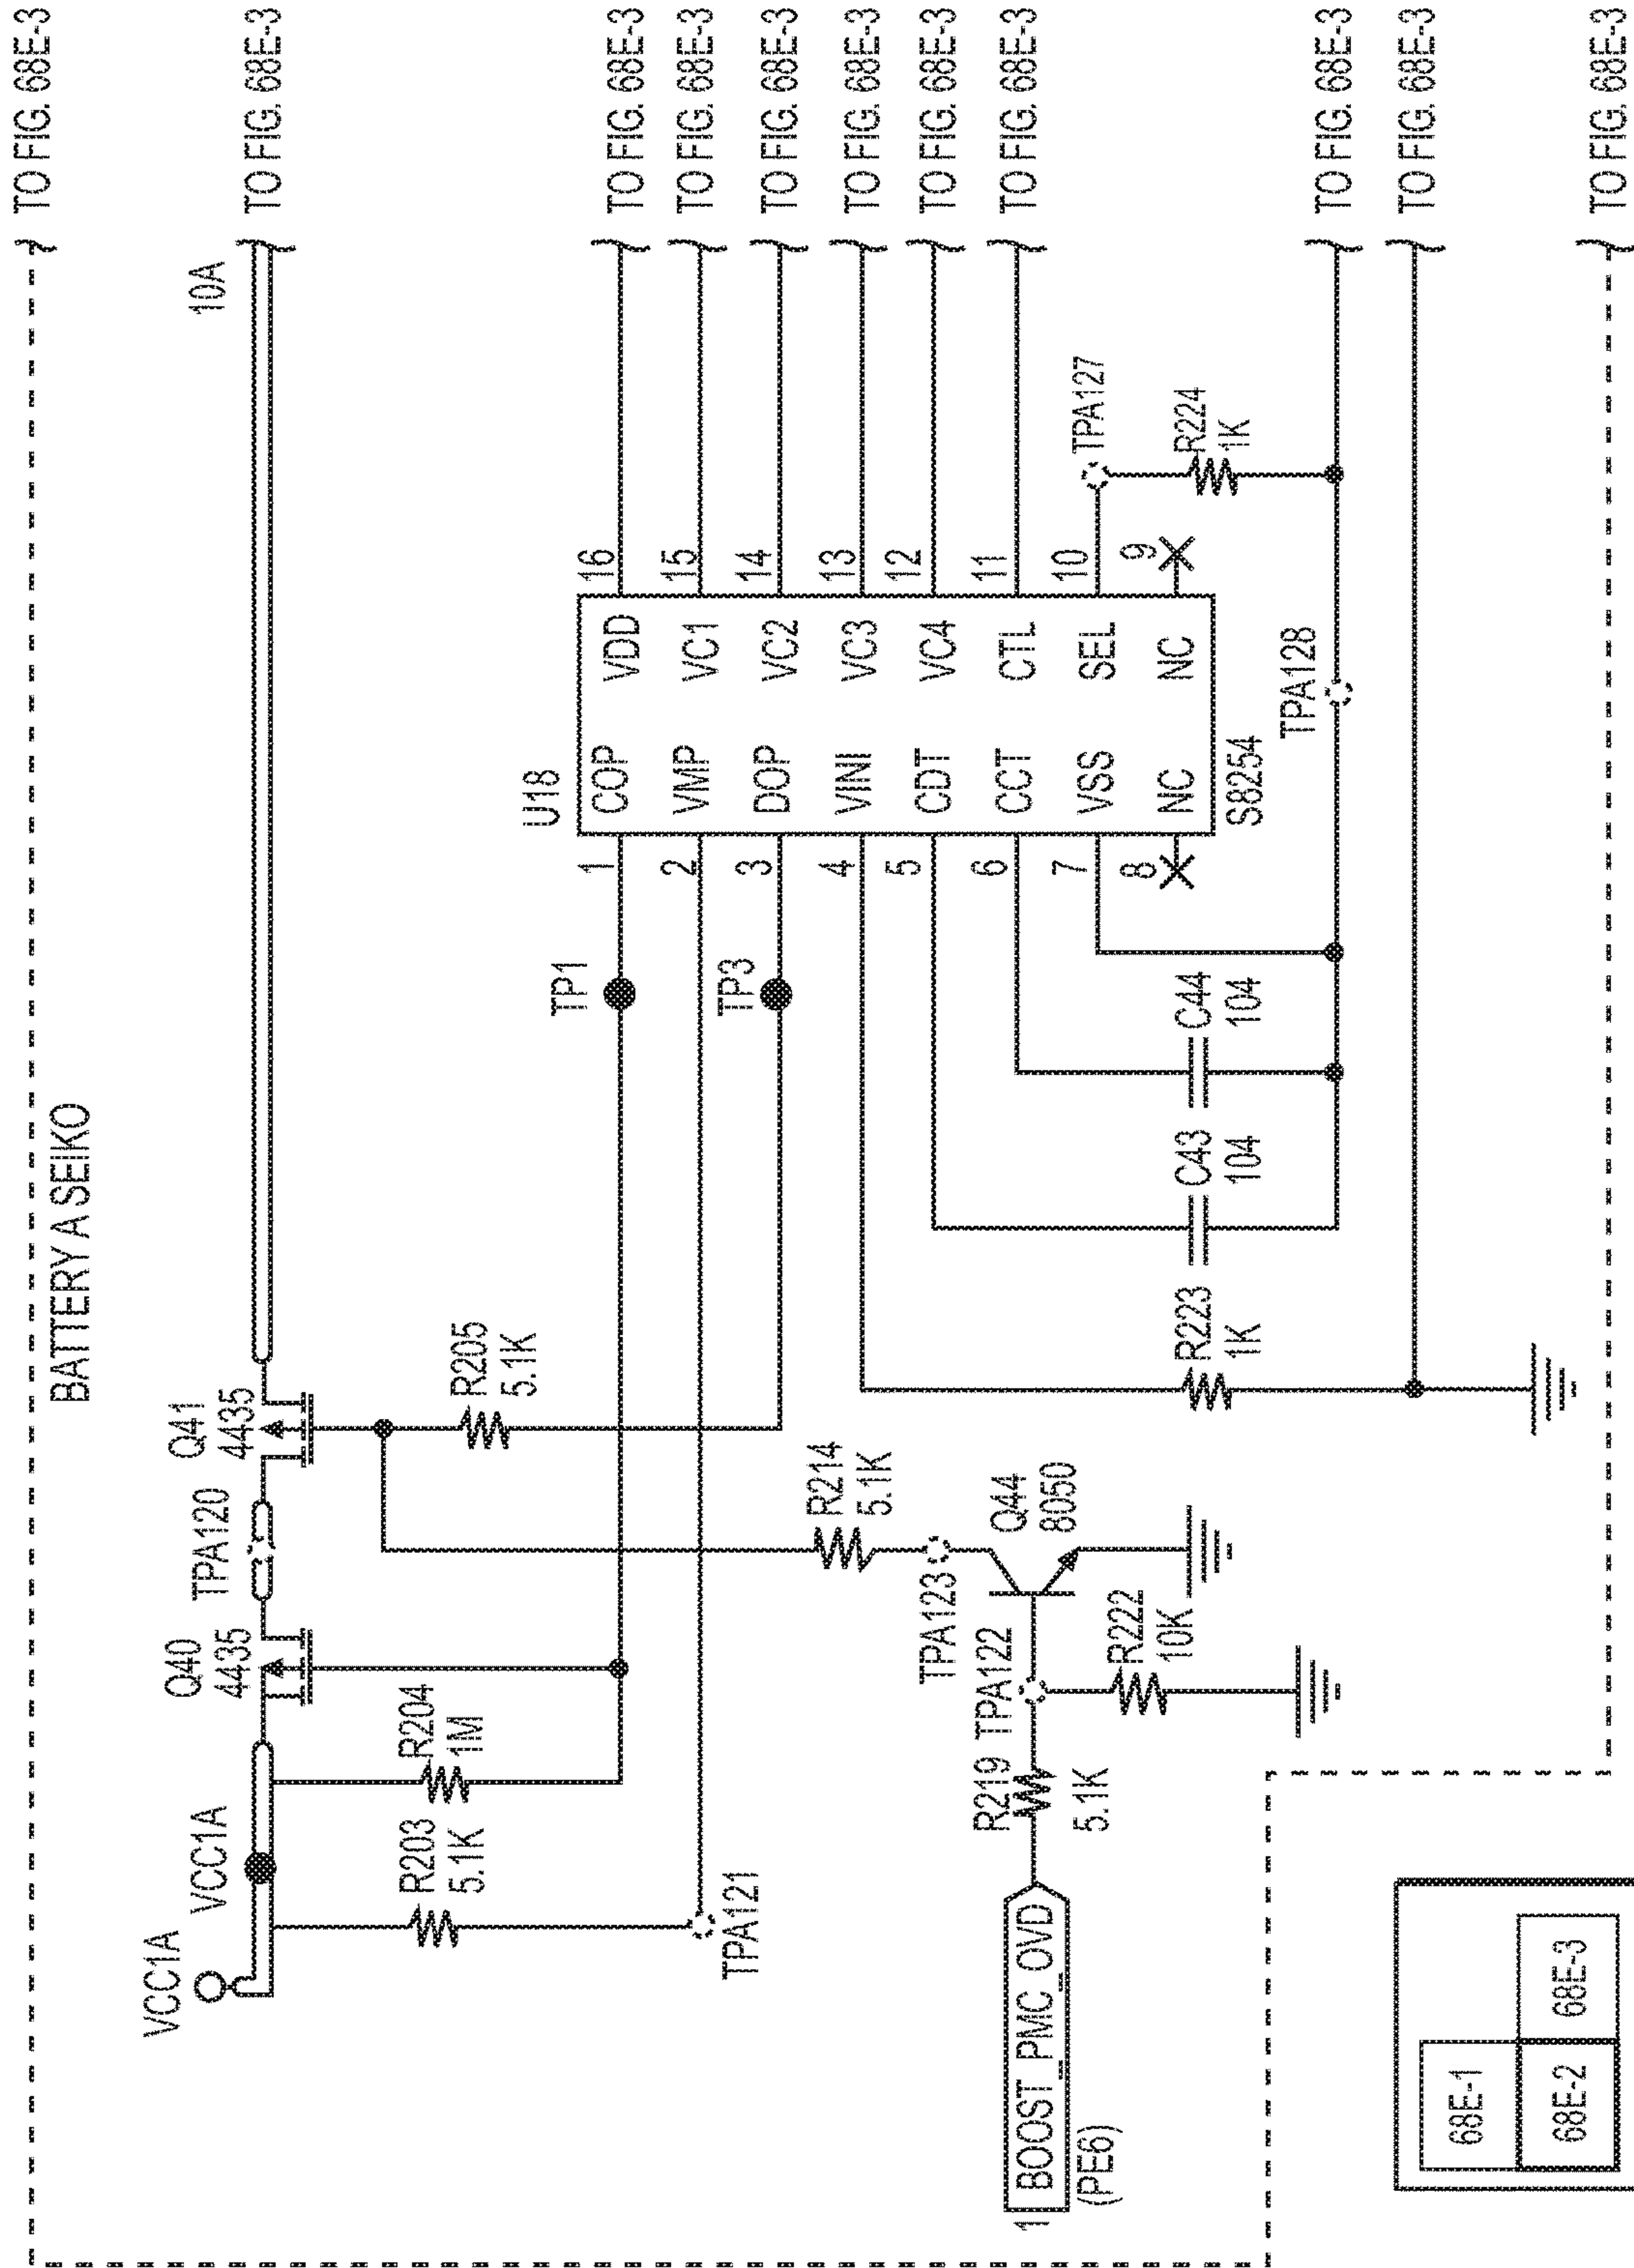 BATTERY A SEIKO
TO FIG. 68E-3
VCC1A
VCC1A
Q40
4435
TPA120
Q41
4435
10A
TO FIG. 68E-3
R203
5.1K
R204
1M
R205
5.1K
TPA121
TP1
TP3
U18
1 COP VDD 16
2 VMP VC1 15
3 DOP VC2 14
4 VINI VC3 13
5 CDT VC4 12
6 CCT CTL 11
7 VSS SEL 10
8 NC NC 9
S8254
TO FIG. 68E-3
TO FIG. 68E-3
TO FIG. 68E-3
TO FIG. 68E-3
TO FIG. 68E-3
TO FIG. 68E-3
R214
5.1K
TPA123
Q44
8050
1 BOOST_PMC_OVD
(PE6)
R219
5.1K
TPA122
R222
10K
R223
1K
C43
104
C44
104
TPA127
R224
1K
TPA128
TO FIG. 68E-3
TO FIG. 68E-3
TO FIG. 68E-3
68E-1
68E-2
68E-3